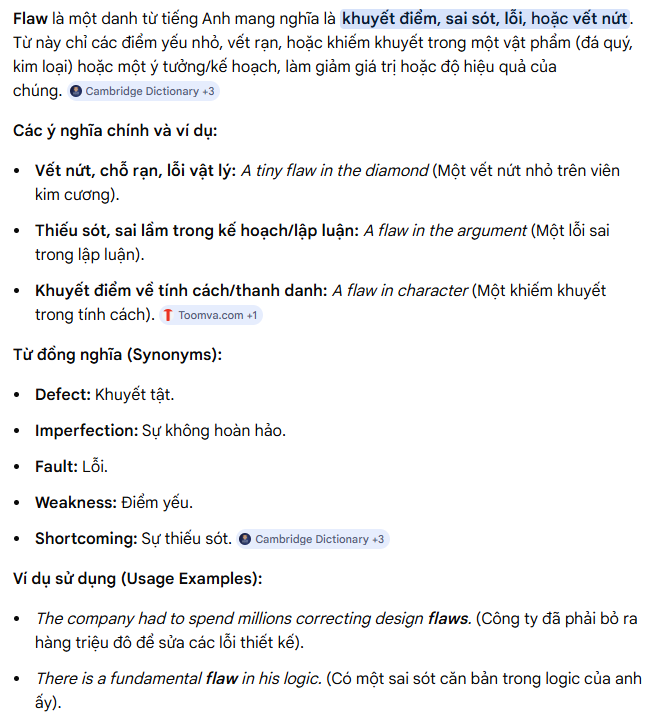 Flaw là một danh từ tiếng Anh mang nghĩa là khuyết điểm, sai sót, lỗi, hoặc vết nứt.
Từ này chỉ các điểm yếu nhỏ, vết rạn, hoặc khiếm khuyết trong một vật phẩm (đá quý,
kim loại) hoặc một ý tưởng/kế hoạch, làm giảm giá trị hoặc độ hiệu quả của
chúng. Cambridge Dictionary +3
Các ý nghĩa chính và ví dụ:
• Vết nứt, chỗ rạn, lỗi vật lý: A tiny flaw in the diamond (Một vết nứt nhỏ trên viên
kim cương).
• Thiếu sót, sai lầm trong kế hoạch/lập luận: A flaw in the argument (Một lỗi sai
trong lập luận).
• Khuyết điểm về tính cách/thanh danh: A flaw in character (Một khiếm khuyết
trong tính cách). Toomva.com +1
Từ đồng nghĩa (Synonyms):
• Defect: Khuyết tật.
• Imperfection: Sự không hoàn hảo.
• Fault: Lỗi.
• Weakness: Điểm yếu.
• Shortcoming: Sự thiếu sót. Cambridge Dictionary +3
Ví dụ sử dụng (Usage Examples):
• The company had to spend millions correcting design flaws. (Công ty đã phải bỏ ra
hàng triệu đô để sửa các lỗi thiết kế).
• There is a fundamental flaw in his logic. (Có một sai sót căn bản trong logic của anh
ấy).